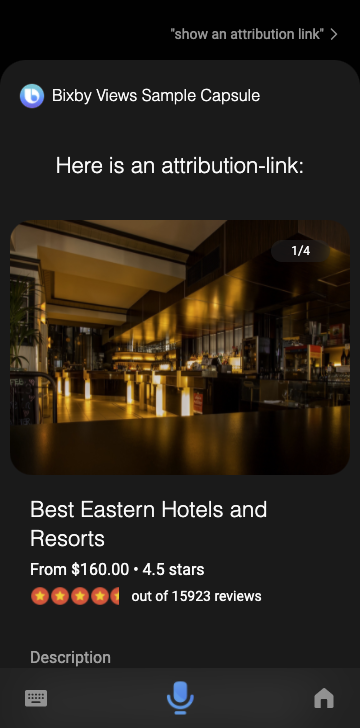 "show an attribution link"
Bixby Views Sample Capsule
Here is an attribution-link:
1/4
Best Eastern Hotels and
Resorts
From $160.00 • 4.5 stars
out of 15923 reviews
Description